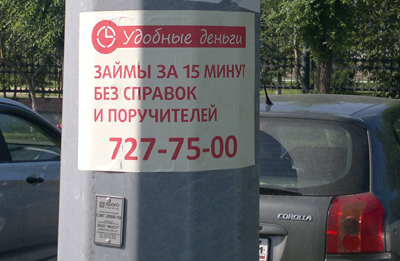 Удобные деньги
ЗАЙМЫ ЗА 15 МИНУТ
БЕЗ СПРАВОК
И ПОРУЧИТЕЛЕЙ
727-75-00
COROLLA